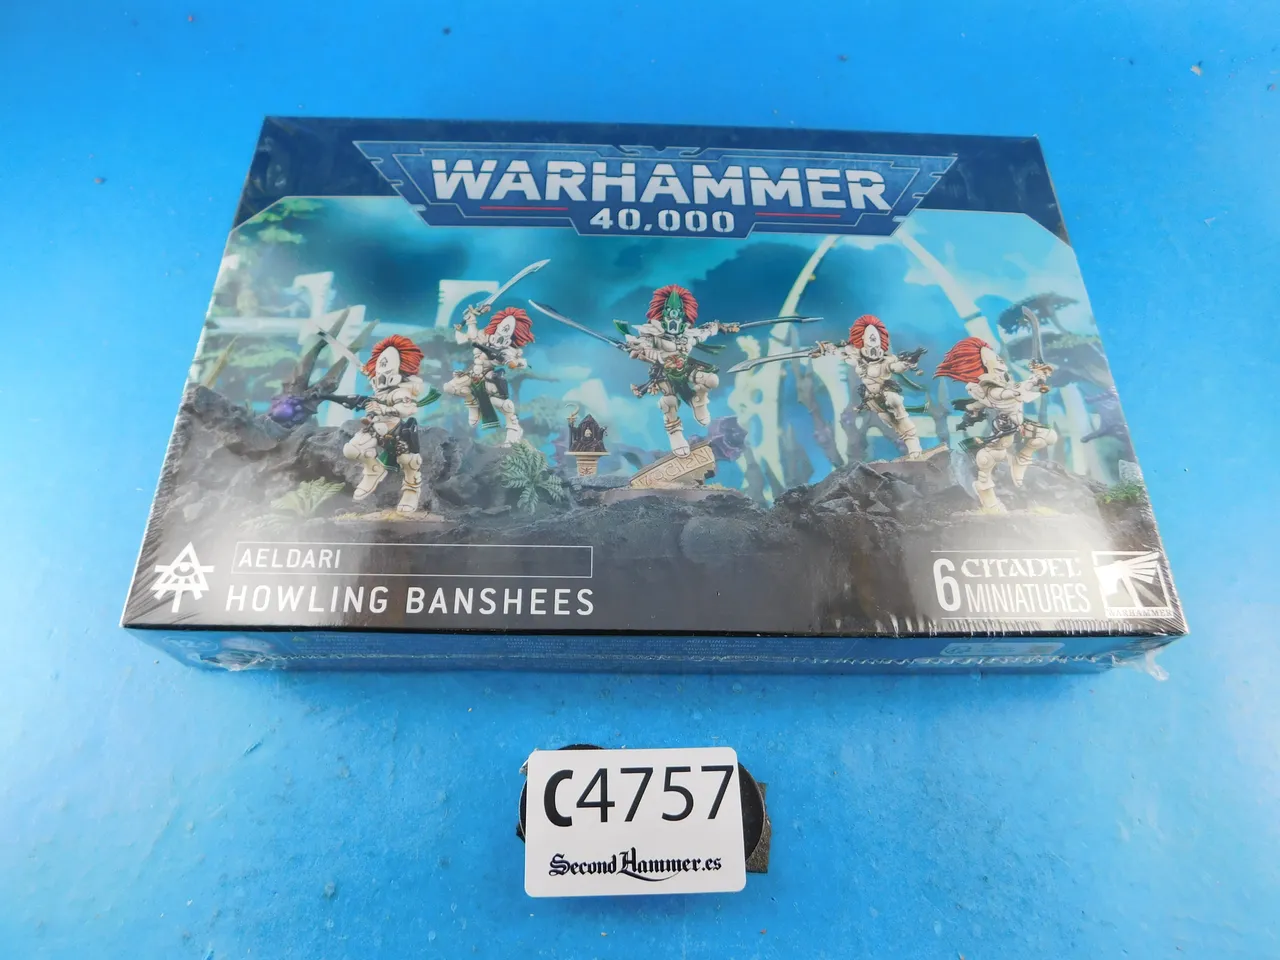 WARHAMMER
40,000
AELDARI
HOWLING BANSHEES
6 CITADEL
MINIATURES
WARHAMMER
C4757
SecondHammer.es